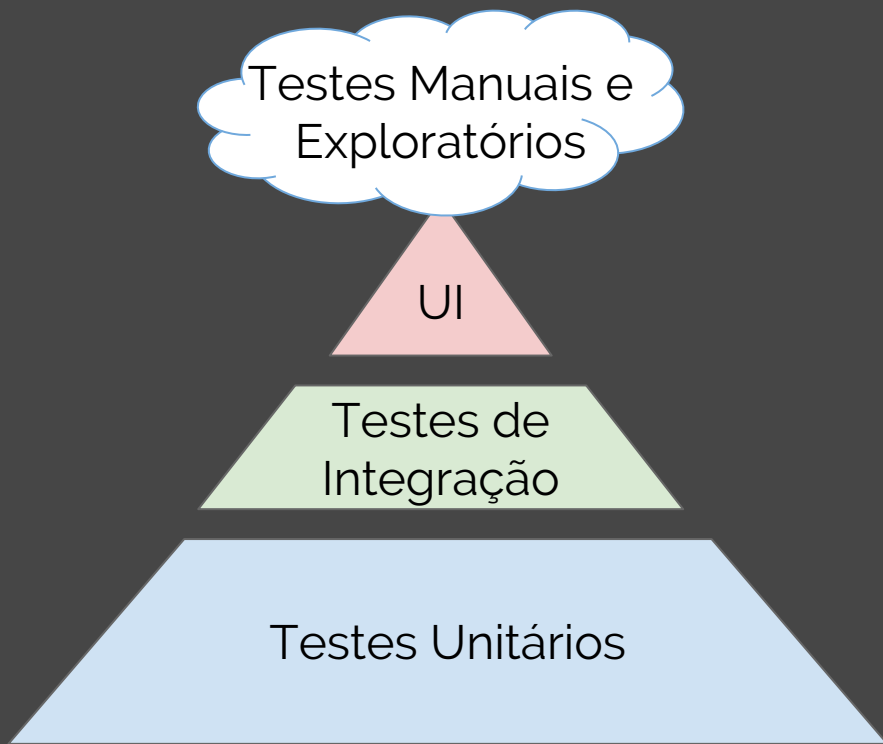 Testes Manuais e
Exploratórios
UI
Testes de
Integração
Testes Unitários